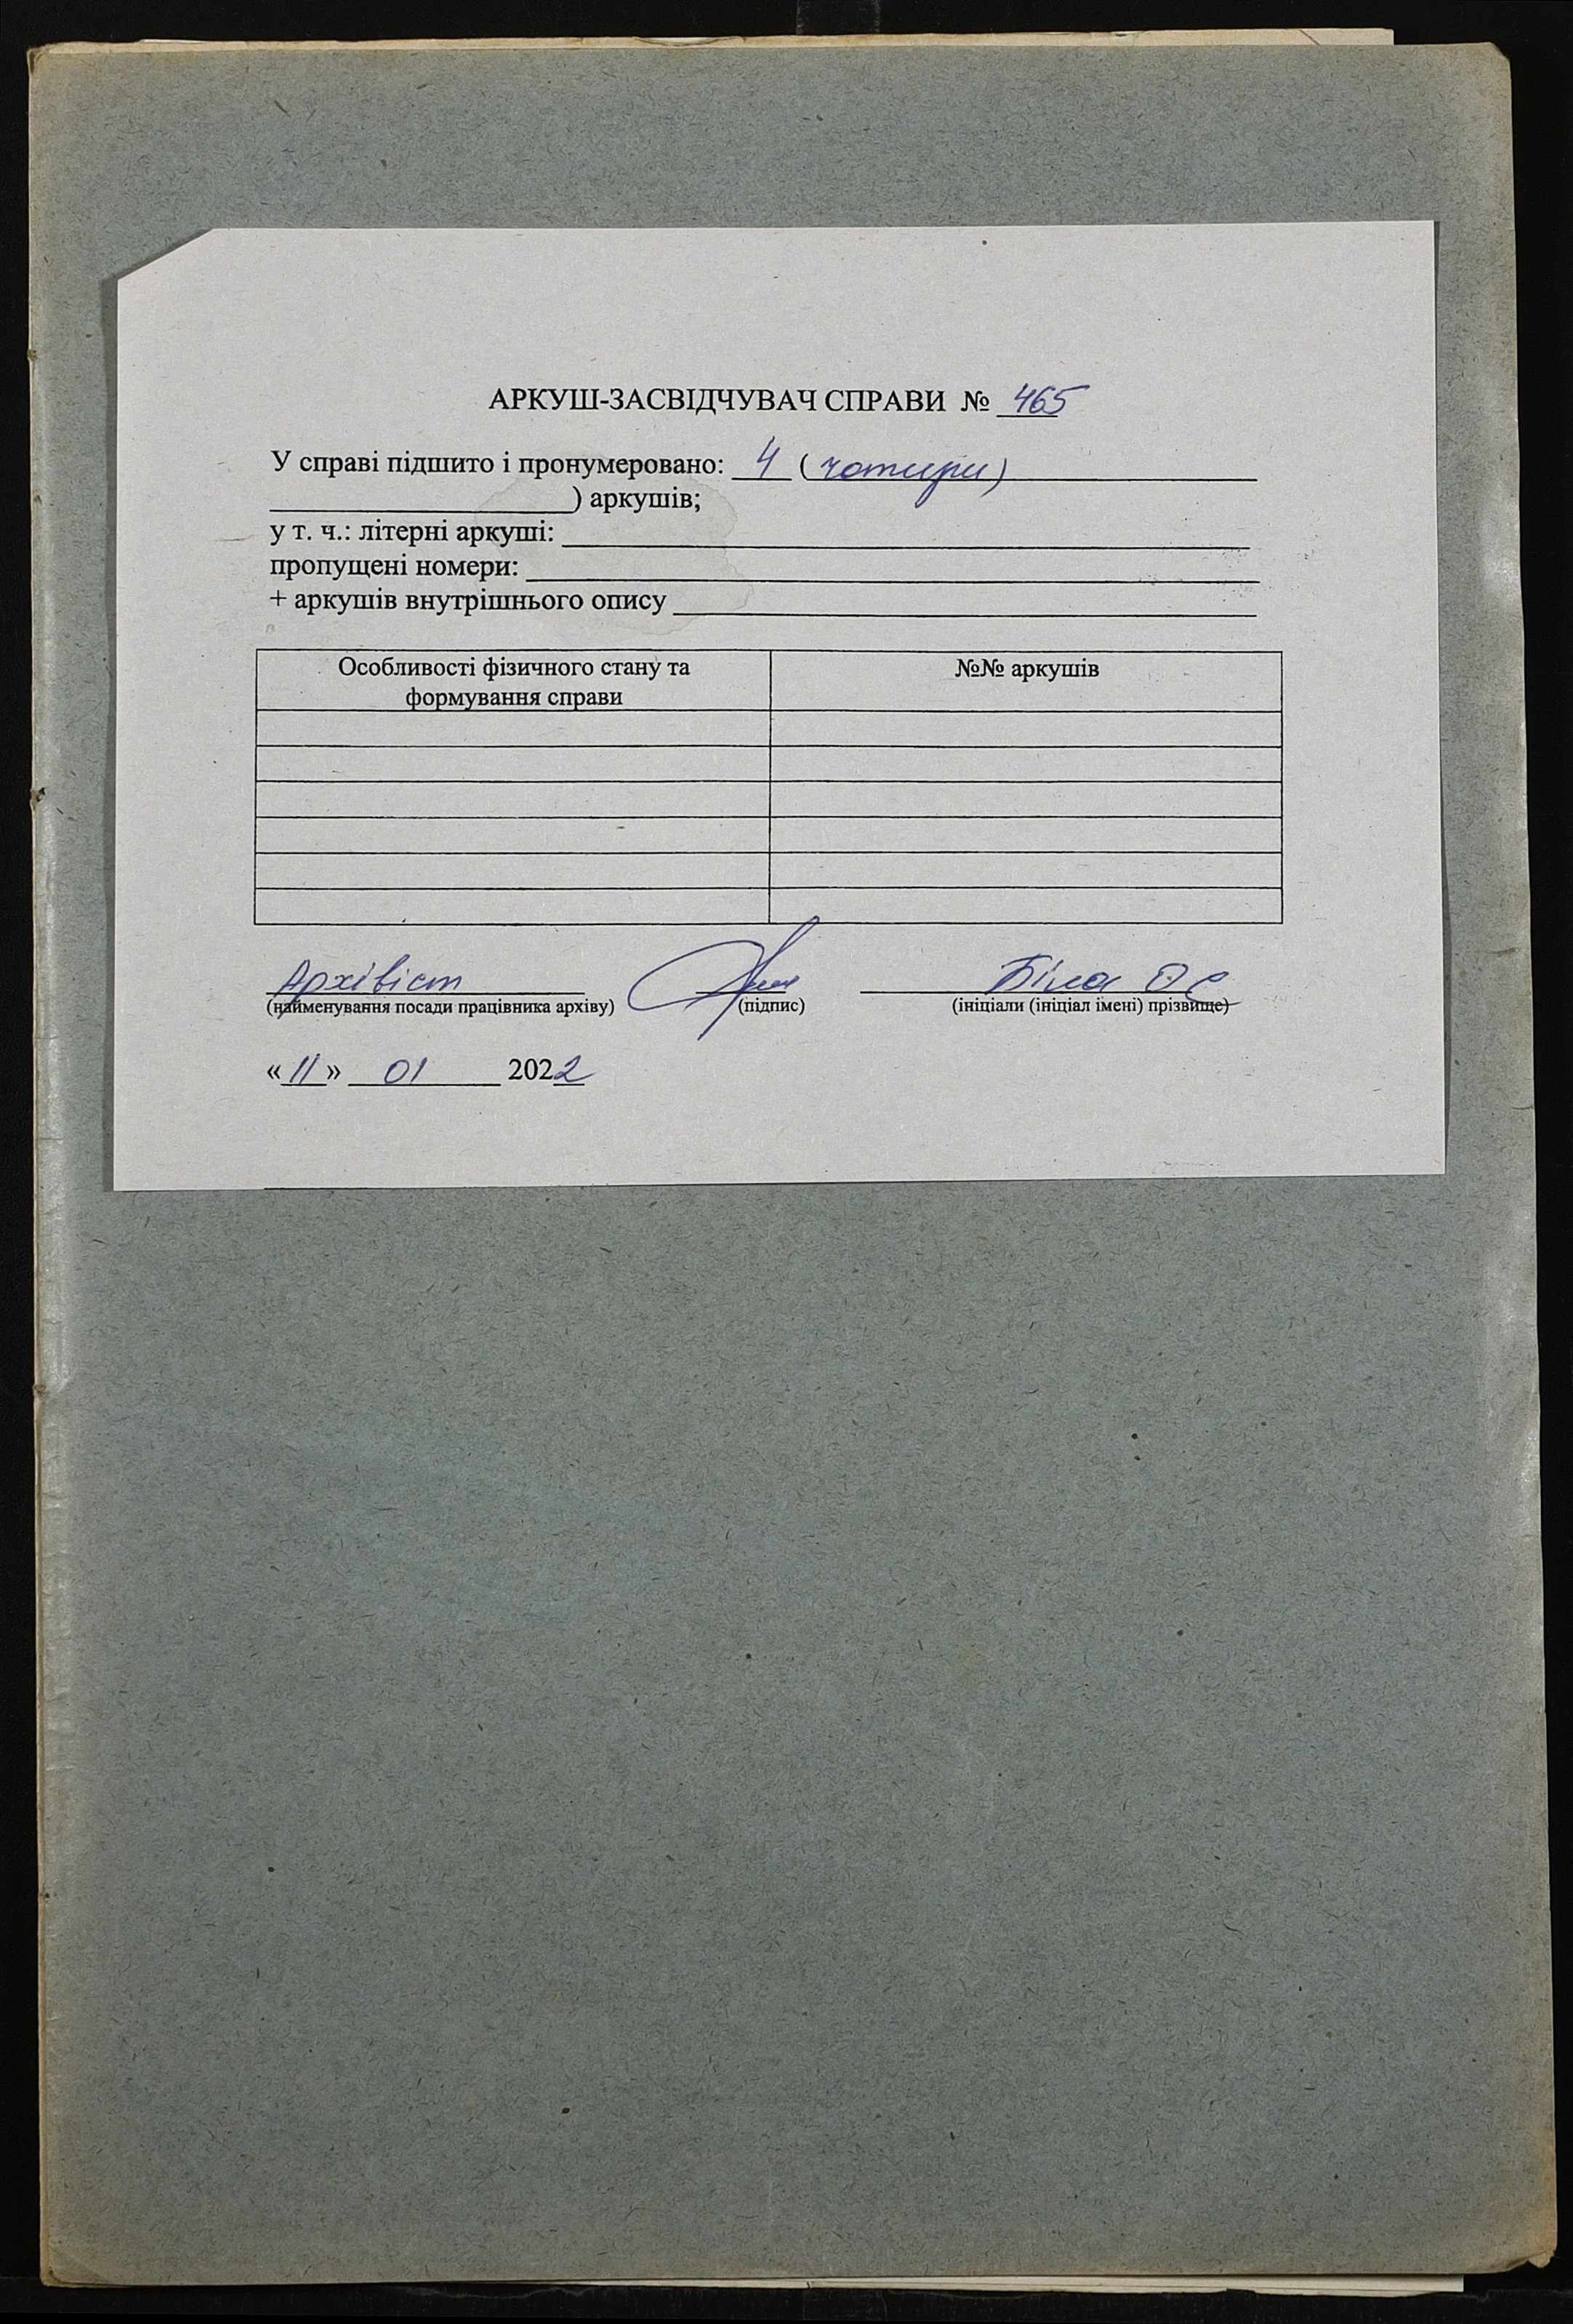 АРКУШ-ЗАСВІДЧУВАЧ СПРАВИ № 465
У справі підшито і пронумеровано: 4 (чотири)
) аркушів;
у т. ч.: літерні аркуші:
пропущені номери:
+ аркушів внутрішнього опису
Особливості фізичного стану та формування справи
№№ аркушів
Архівіст Біла О С
(найменування посади працівника архіву) (підпис) (ініціали (ініціал імені) прізвище)
«11» 01 2022